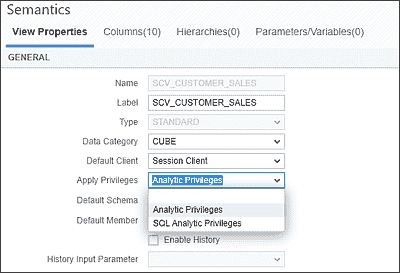 Semantics
View Properties Columns(10) Hierarchies(0) Parameters/Variables(0)
GENERAL
Name SCV_CUSTOMER_SALES
Label SCV_CUSTOMER_SALES
Type STANDARD
Data Category CUBE
Default Client Session Client
Apply Privileges Analytic Privileges
Default Schema
Analytic Privileges
Default Member SQL Analytic Privileges
Enable History
History Input Parameter